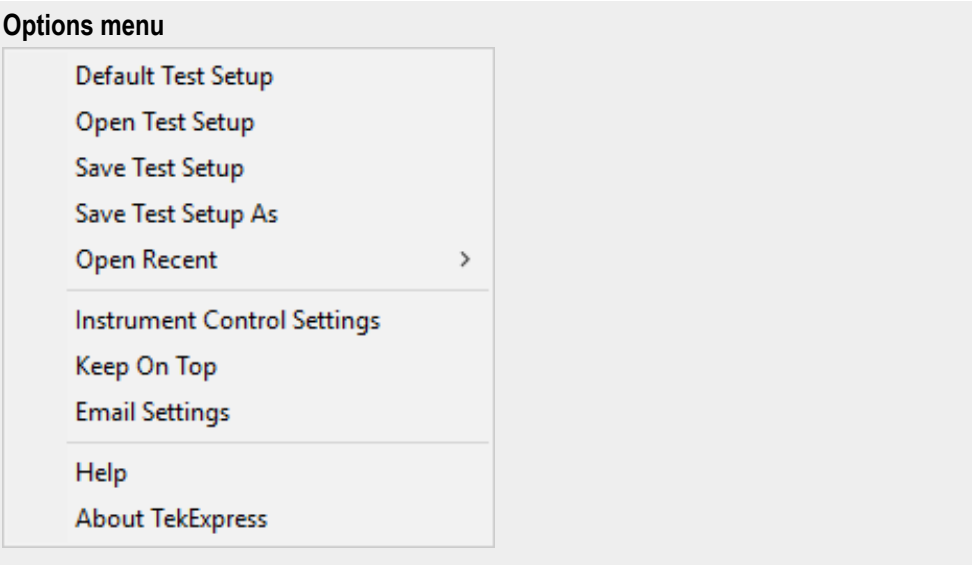 Options menu
Default Test Setup
Open Test Setup
Save Test Setup
Save Test Setup As
Open Recent
Instrument Control Settings
Keep On Top
Email Settings
Help
About TekExpress